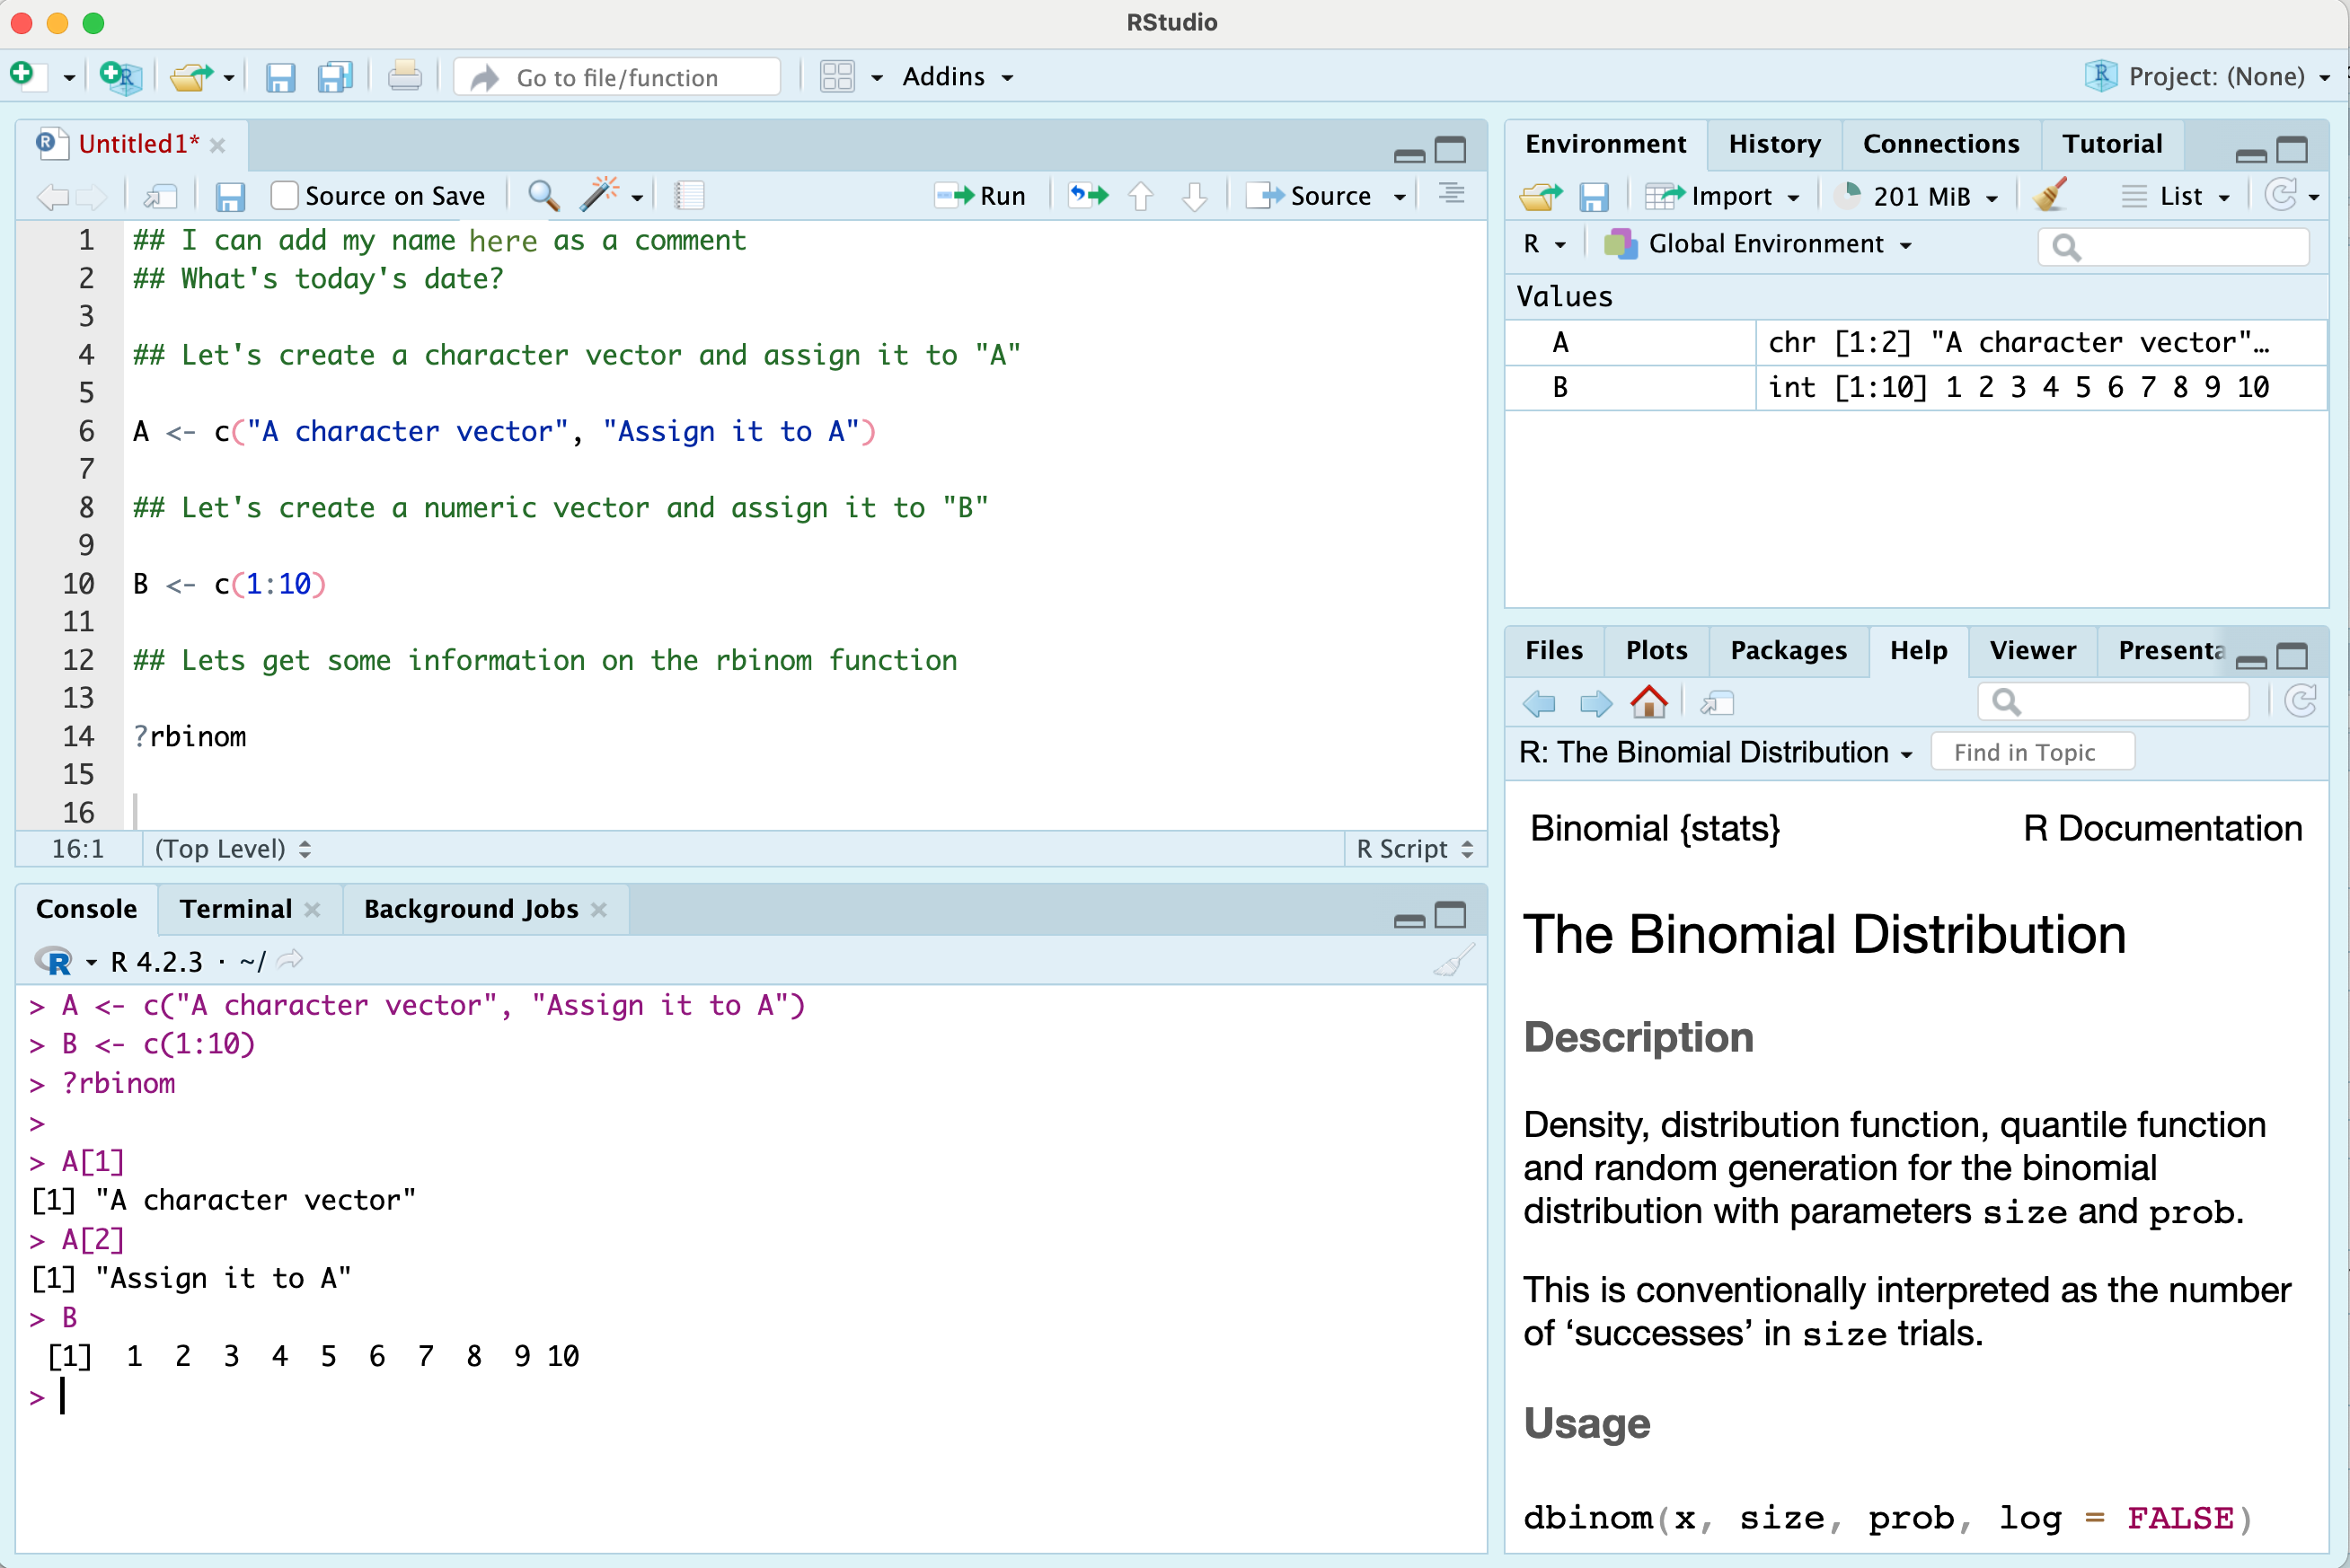 RStudio
Go to file/function
Addins
Project: (None)
Untitled1*
Source on Save
Run
Source
1 ## I can add my name here as a comment
2 ## What's today's date?
3
4 ## Let's create a character vector and assign it to "A"
5
6 A <- c("A character vector", "Assign it to A")
7
8 ## Let's create a numeric vector and assign it to "B"
9
10 B <- c(1:10)
11
12 ## Lets get some information on the rbinom function
13
14 ?rbinom
15
16
16:1 (Top Level) R Script
Console Terminal Background Jobs
R 4.2.3 · ~/
> A <- c("A character vector", "Assign it to A")
> B <- c(1:10)
> ?rbinom
>
> A[1]
[1] "A character vector"
> A[2]
[1] "Assign it to A"
> B
[1] 1 2 3 4 5 6 7 8 9 10
>
Environment History Connections Tutorial
Import 201 MiB List
R Global Environment
Values
A chr [1:2] "A character vector"…
B int [1:10] 1 2 3 4 5 6 7 8 9 10
Files Plots Packages Help Viewer Presenta
R: The Binomial Distribution Find in Topic
Binomial {stats} R Documentation
The Binomial Distribution
Description
Density, distribution function, quantile function
and random generation for the binomial
distribution with parameters size and prob.
This is conventionally interpreted as the number
of ‘successes’ in size trials.
Usage
dbinom(x, size, prob, log = FALSE)